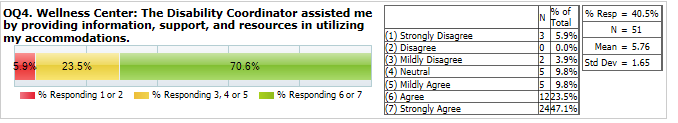 OQ4. Wellness Center: The Disability Coordinator assisted me
by providing information, support, and resources in utilizing
my accommodations.
5.9% 23.5% 70.6%
% Responding 1 or 2 % Responding 3, 4 or 5 % Responding 6 or 7
N % of Total
(1) Strongly Disagree 3 5.9%
(2) Disagree 0 0.0%
(3) Mildly Disagree 2 3.9%
(4) Neutral 5 9.8%
(5) Mildly Agree 5 9.8%
(6) Agree 12 23.5%
(7) Strongly Agree 24 47.1%
% Resp = 40.5%
N = 51
Mean = 5.76
Std Dev = 1.65